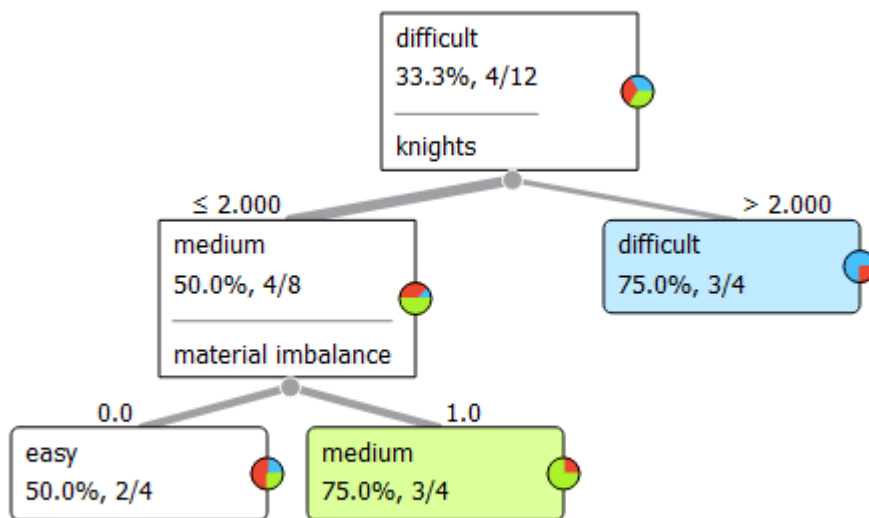 difficult
33.3%, 4/12
knights
≤ 2.000
> 2.000
medium
50.0%, 4/8
material imbalance
difficult
75.0%, 3/4
0.0
1.0
easy
50.0%, 2/4
medium
75.0%, 3/4